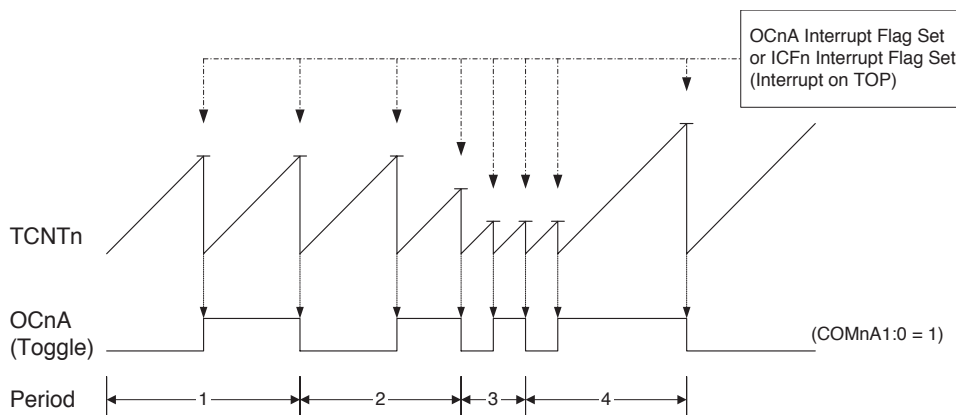 OCnA Interrupt Flag Set
or ICFn Interrupt Flag Set
(Interrupt on TOP)
TCNTn
OCnA
(Toggle)
(COMnA1:0 = 1)
Period
1
2
3
4